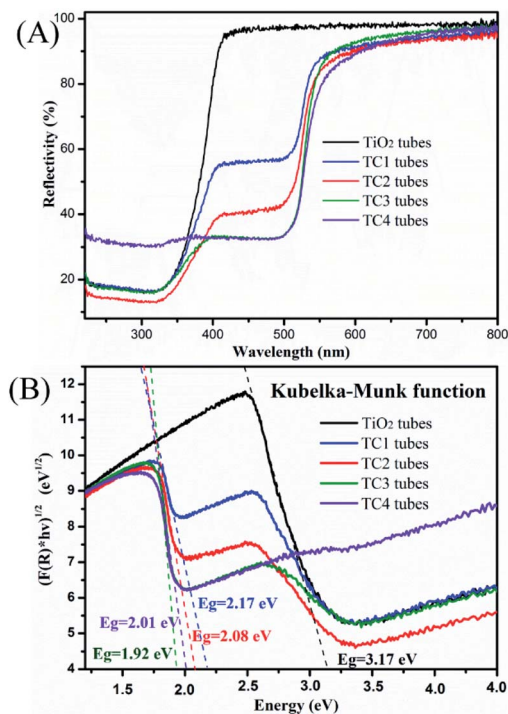 (A)
100
80
60
40
20
Reflectivity (%)
TiO2 tubes
TC1 tubes
TC2 tubes
TC3 tubes
TC4 tubes
300 400 500 600 700 800
Wavelength (nm)
(B)
Kubelka-Munk function
12
11
10
9
8
7
6
5
4
(F(R)*hv)1/2 (eV1/2)
TiO2 tubes
TC1 tubes
TC2 tubes
TC3 tubes
TC4 tubes
Eg=2.17 eV
Eg=2.01 eV
Eg=2.08 eV
Eg=1.92 eV
Eg=3.17 eV
1.5 2.0 2.5 3.0 3.5 4.0
Energy (eV)